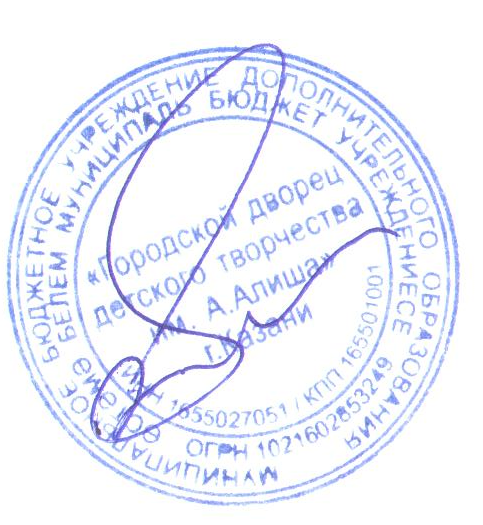 МУНИЦИПАЛЬНОЕ БЮДЖЕТНОЕ УЧРЕЖДЕНИЕ ДОПОЛНИТЕЛЬНОГО ОБРАЗОВАНИЯ
ӨСТӘМӘ БЕЛЕМ МУНИЦИПАЛЬ БЮДЖЕТ УЧРЕЖДЕНИЕСЕ
«Городской дворец
детского творчества
им. А.Алиша»
г.Казани
ИНН 1655027051 / КПП 165501001
ОГРН 1021602853249